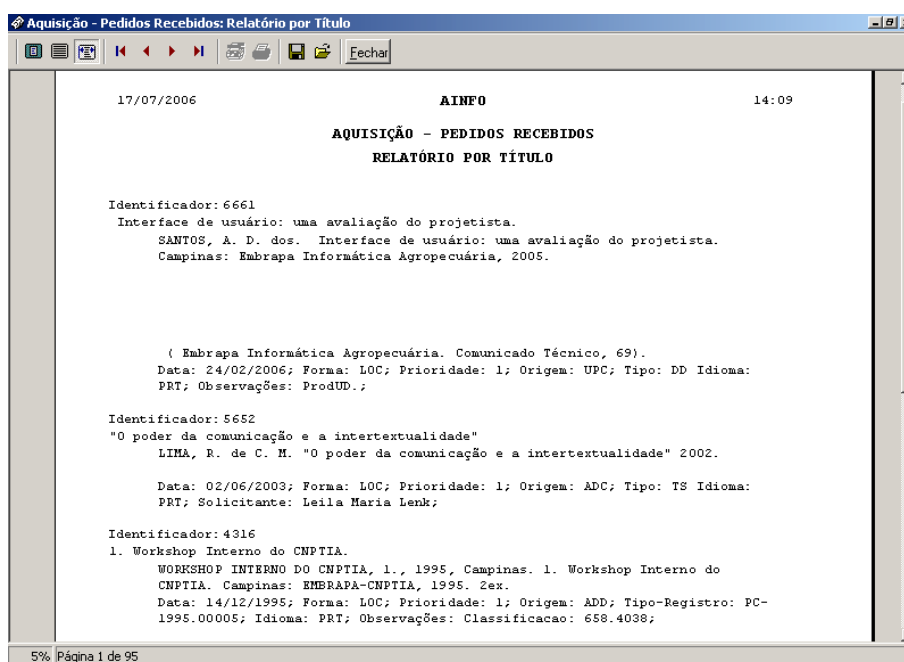 Aquisição - Pedidos Recebidos: Relatório por Título
Fechar
17/07/2006 AINFO 14:09
AQUISIÇÃO - PEDIDOS RECEBIDOS
RELATÓRIO POR TÍTULO
Identificador: 6661
Interface de usuário: uma avaliação do projetista.
SANTOS, A. D. dos. Interface de usuário: uma avaliação do projetista.
Campinas: Embrapa Informática Agropecuária, 2005.
( Embrapa Informática Agropecuária. Comunicado Técnico, 69).
Data: 24/02/2006; Forma: LOC; Prioridade: 1; Origem: UPC; Tipo: DD Idioma:
PRT; Observações: ProdUD.;
Identificador: 5652
"O poder da comunicação e a intertextualidade"
LIMA, R. de C. M. "O poder da comunicação e a intertextualidade" 2002.
Data: 02/06/2003; Forma: LOC; Prioridade: 1; Origem: ADC; Tipo: TS Idioma:
PRT; Solicitante: Leila Maria Lenk;
Identificador: 4316
1. Workshop Interno do CNPTIA.
WORKSHOP INTERNO DO CNPTIA, 1., 1995, Campinas. 1. Workshop Interno do
CNPTIA. Campinas: EMBRAPA-CNPTIA, 1995. 2ex.
Data: 14/12/1995; Forma: LOC; Prioridade: 1; Origem: ADD; Tipo-Registro: PC-
1995.00005; Idioma: PRT; Observações: Classificacao: 658.4038;
5% Página 1 de 95